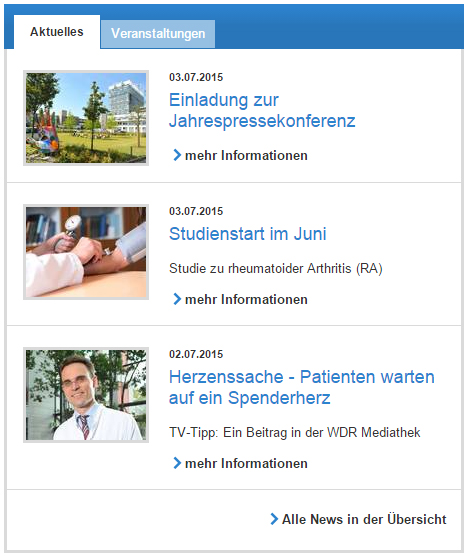 Aktuelles
Veranstaltungen
03.07.2015
Einladung zur
Jahrespressekonferenz
mehr Informationen
03.07.2015
Studienstart im Juni
Studie zu rheumatoider Arthritis (RA)
mehr Informationen
02.07.2015
Herzenssache - Patienten warten
auf ein Spenderherz
TV-Tipp: Ein Beitrag in der WDR Mediathek
mehr Informationen
Alle News in der Übersicht